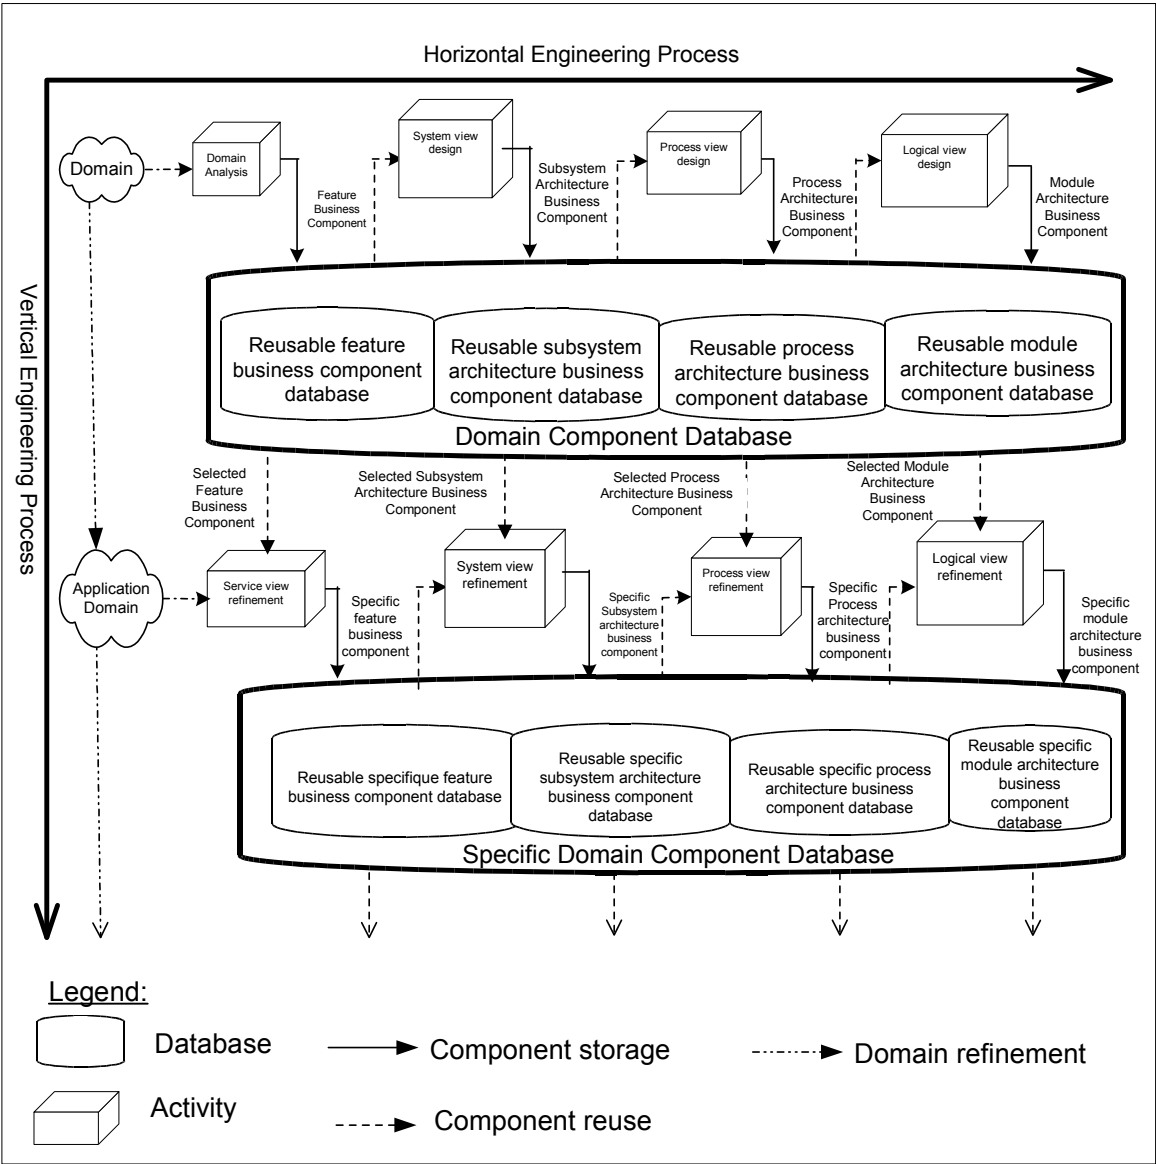 Horizontal Engineering Process
Vertical Engineering Process
Domain
Domain
Analysis
Feature
Business
Component
System view
design
Subsystem
Architecture
Business
Component
Process view
design
Process
Architecture
Business
Component
Logical view
design
Module
Architecture
Business
Component
Reusable feature
business component
database
Reusable subsystem
architecture business
component database
Reusable process
architecture business
component database
Reusable module
architecture business
component database
Domain Component Database
Selected
Feature
Business
Component
Selected Subsystem
Architecture Business
Component
Selected Process
Architecture Business
Component
Selected Module
Architecture
Business
Component
Application
Domain
Service view
refinement
Specific
feature
business
component
System view
refinement
Specific
Subsystem
architecture
business
component
Process view
refinement
Specific
Process
architecture
business
component
Logical view
refinement
Specific
module
architecture
business
component
Reusable specifique feature
business component database
Reusable specific
subsystem architecture
business component
database
Reusable specific process
architecture business
component database
Reusable specific
module architecture
business
component
database
Specific Domain Component Database
Legend:
Database
Component storage
Domain refinement
Activity
Component reuse